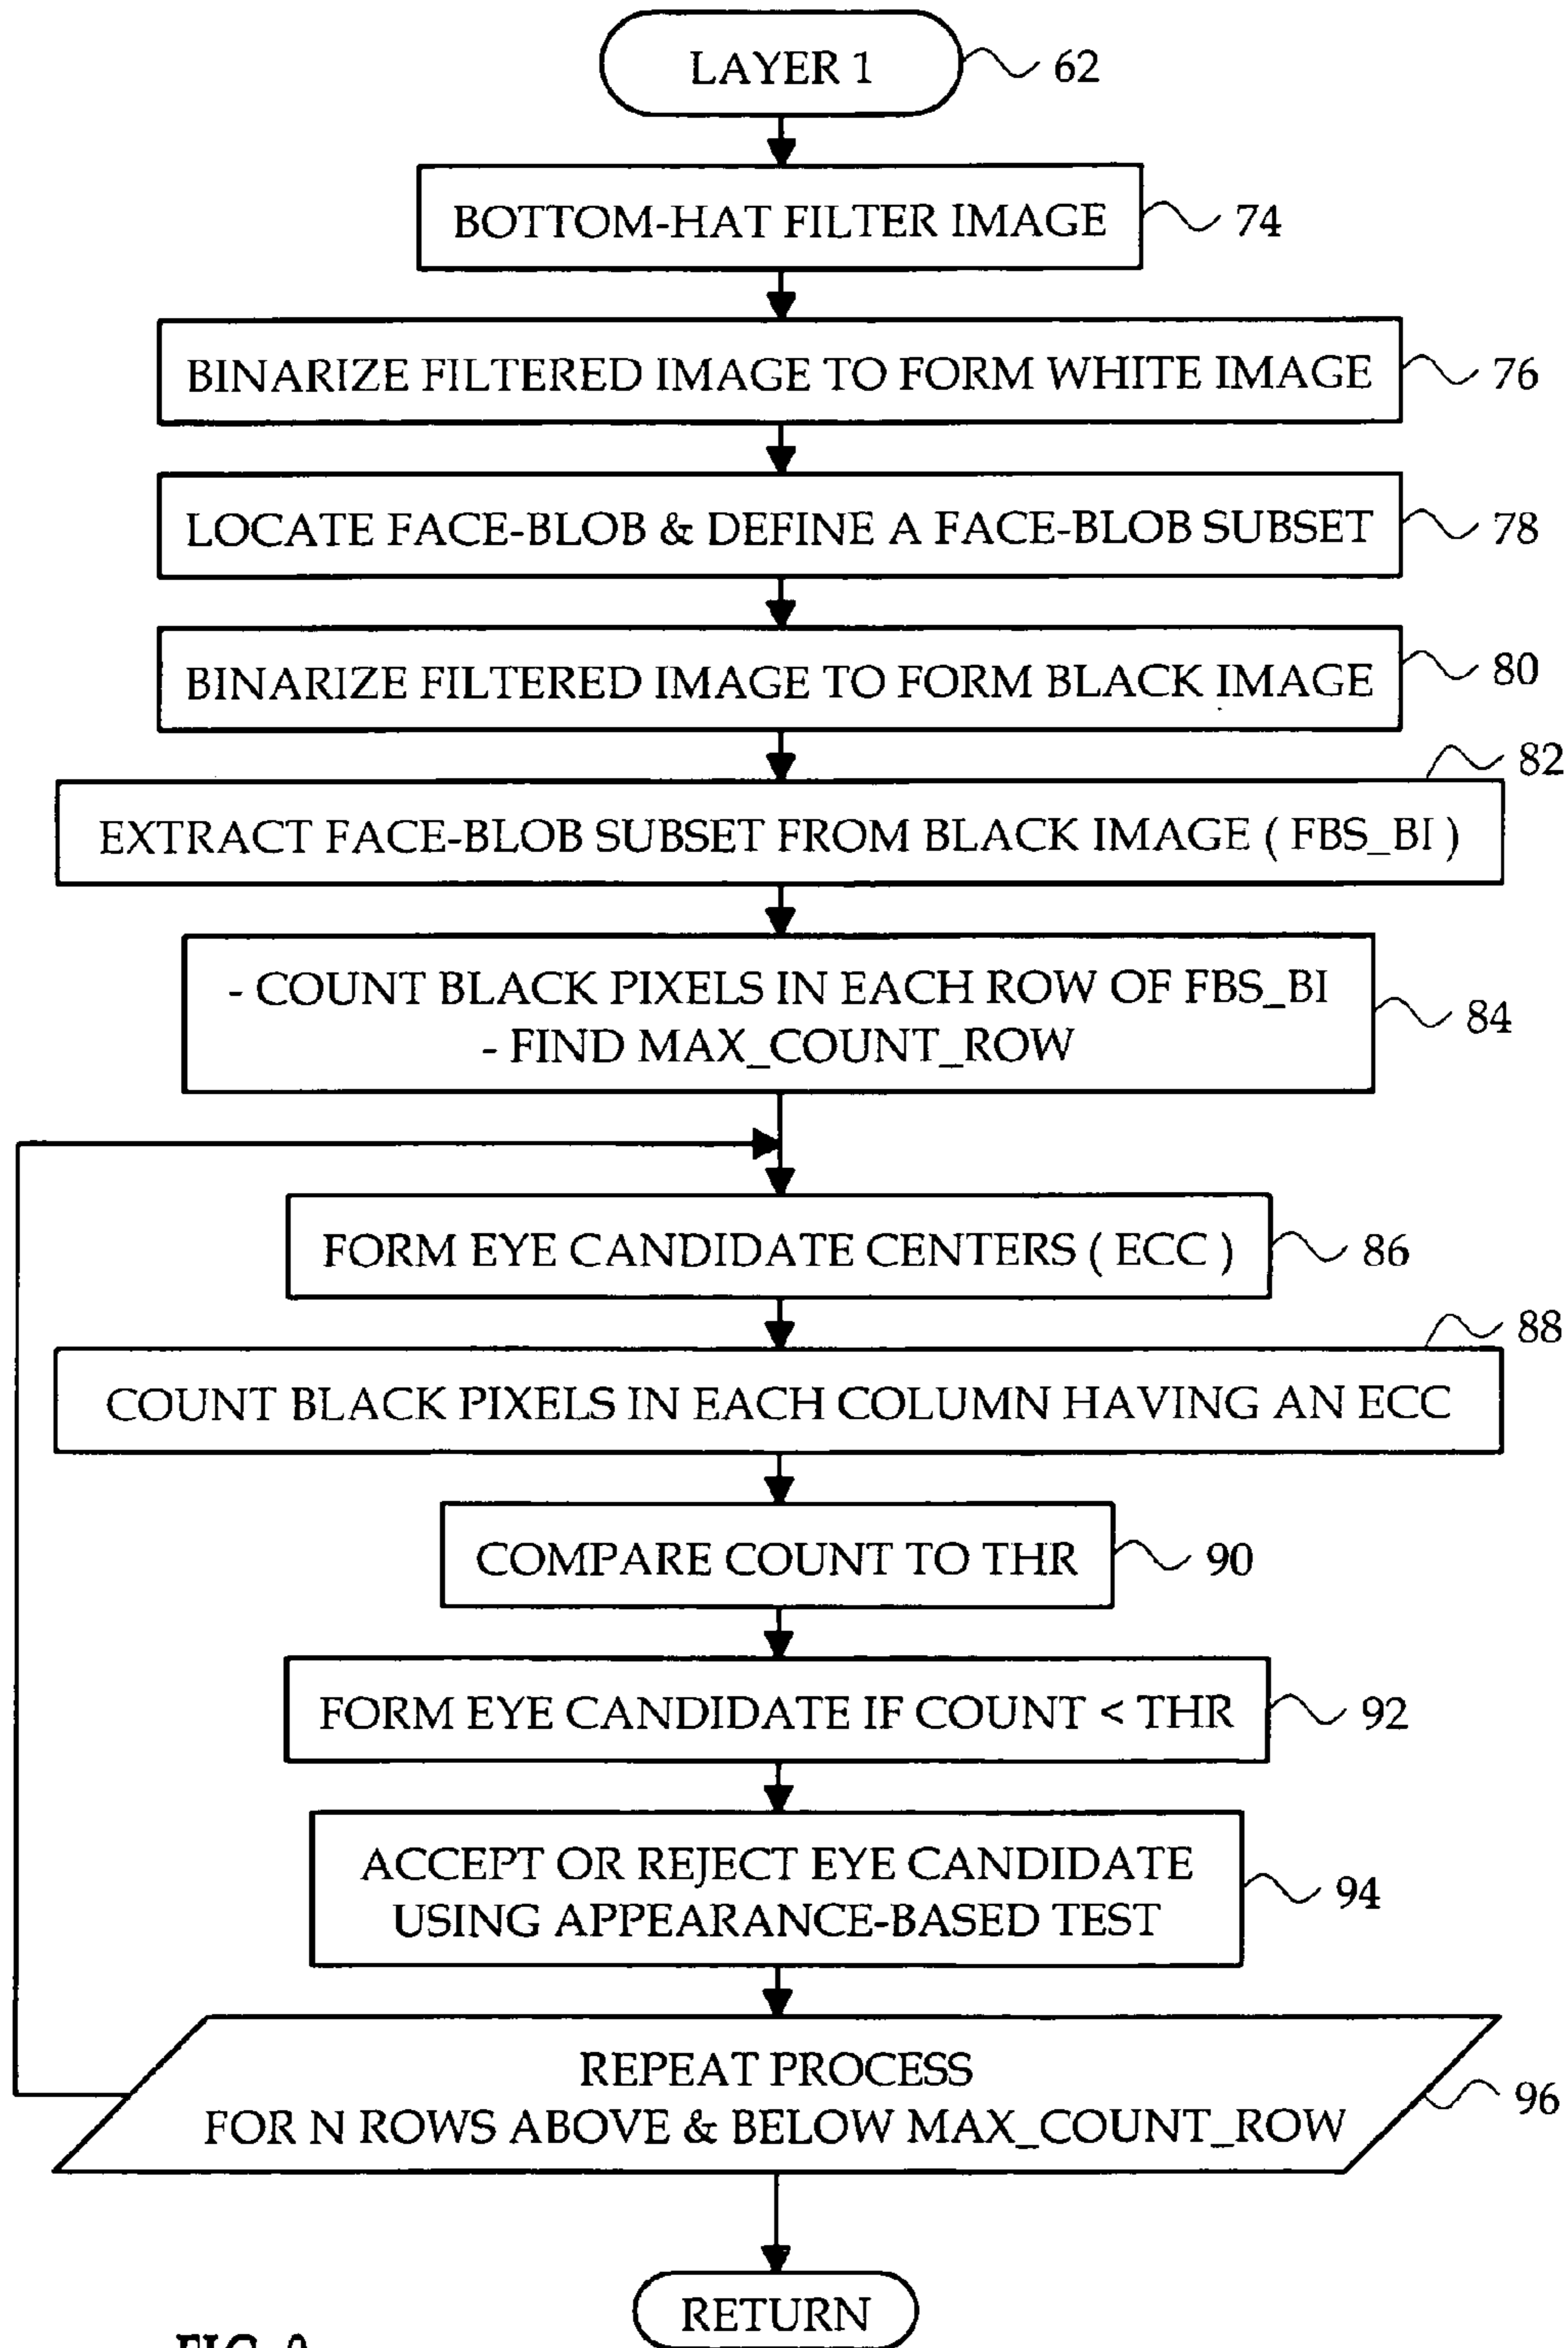 LAYER 1
62
BOTTOM-HAT FILTER IMAGE
74
BINARIZE FILTERED IMAGE TO FORM WHITE IMAGE
76
LOCATE FACE-BLOB & DEFINE A FACE-BLOB SUBSET
78
BINARIZE FILTERED IMAGE TO FORM BLACK IMAGE
80
82
EXTRACT FACE-BLOB SUBSET FROM BLACK IMAGE ( FBS_BI )
- COUNT BLACK PIXELS IN EACH ROW OF FBS_BI
- FIND MAX_COUNT_ROW
84
FORM EYE CANDIDATE CENTERS ( ECC )
86
88
COUNT BLACK PIXELS IN EACH COLUMN HAVING AN ECC
COMPARE COUNT TO THR
90
FORM EYE CANDIDATE IF COUNT < THR
92
ACCEPT OR REJECT EYE CANDIDATE
USING APPEARANCE-BASED TEST
94
REPEAT PROCESS
FOR N ROWS ABOVE & BELOW MAX_COUNT_ROW
96
RETURN